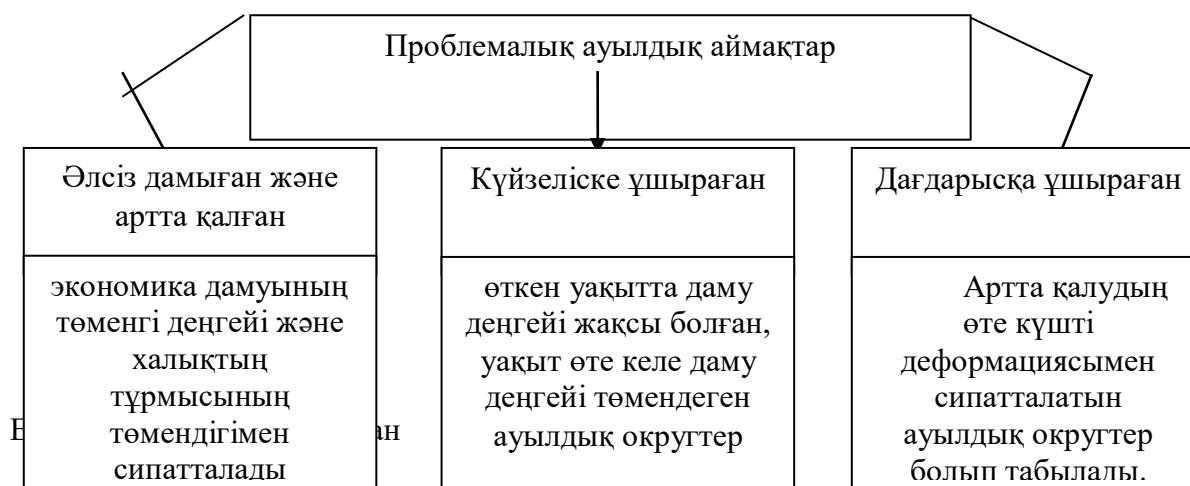 Проблемалық ауылдық аймақтар
Әлсіз дамыған және
артта қалған
экономика дамуының
төменгі деңгейі және
халықтың
тұрмысының
төмендігімен
сипатталады
Күйзеліске ұшыраған
өткен уақытта даму
деңгейі жақсы болған,
уақыт өте келе даму
деңгейі төмендеген
ауылдық округтер
Дағдарысқа ұшыраған
Артта қалудың
өте күшті
деформациясымен
сипатталатын
ауылдық округтер
болып табылады.